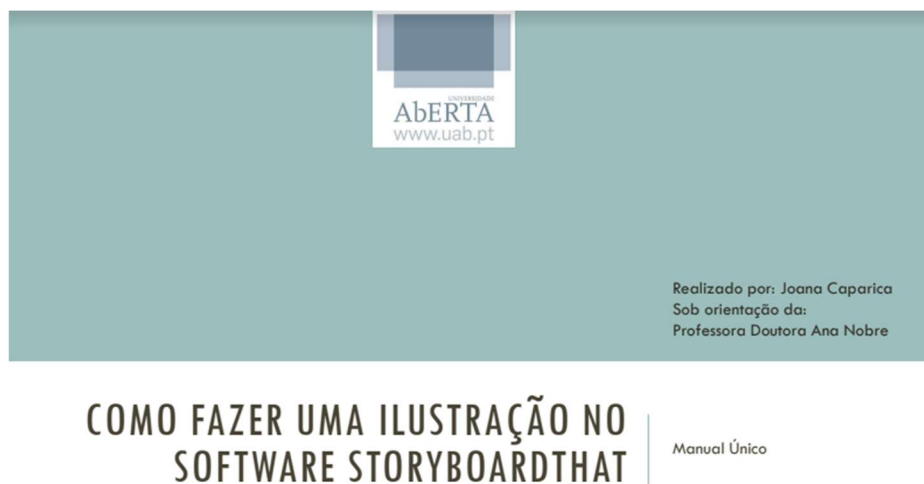 UNIVERSIDADE
AbERTA
www.uab.pt
Realizado por: Joana Caparica
Sob orientação da:
Professora Doutora Ana Nobre
COMO FAZER UMA ILUSTRAÇÃO NO
SOFTWARE STORYBOARDTHAT
Manual Único